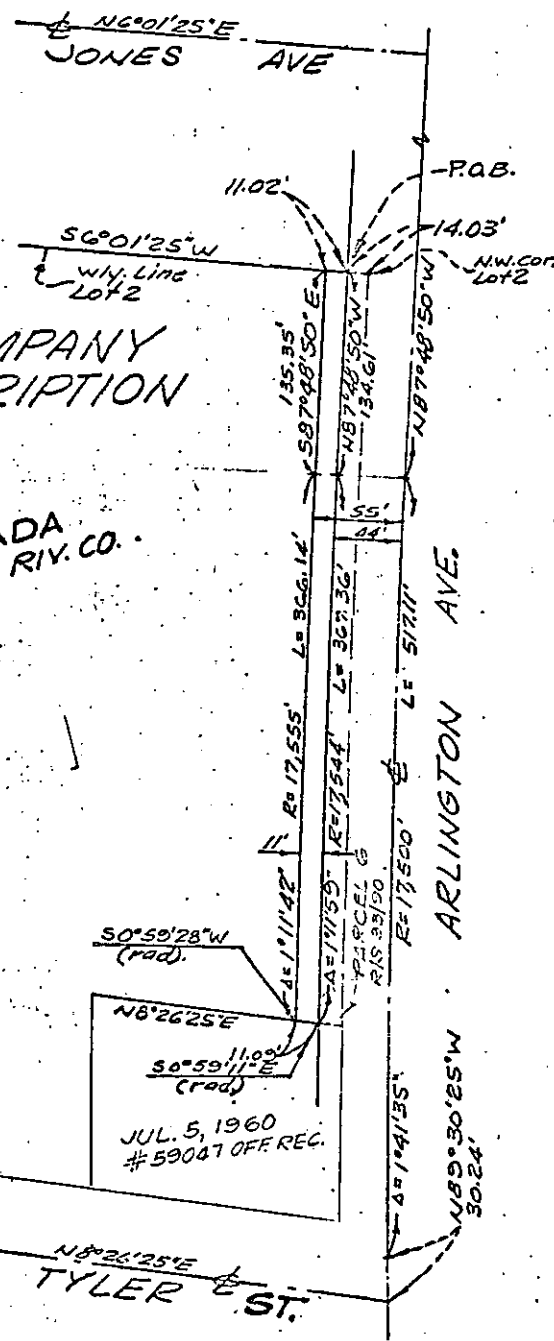 N6°01'25"E
JONES AVE
11.02'
P.O.B.
14.03'
S6°01'25"W
N.W. cor.
Lot 2
w'ly. Line
Lot 2
MPANY
RIPTION
135.35'
S87°48'50"E
N87°48'50"W
134.61'
N87°48'50"W
ADA
RIV. CO.
55'
44'
L= 366.14'
L= 367.36'
L= 517.11'
ARLINGTON AVE.
R= 17,555'
R= 17,544'
R= 17,500'
11'
PARCEL G
R/S 33/90
Δ= 1°11'42"
Δ= 1°11'59"
S0°59'28"W
(rad).
N8°26'25"E
11.09'
S0°59'11"E
(rad)
JUL. 5, 1960
#59047 OFF. REC.
Δ= 1°41'35"
N89°30'25"W
30.24'
N8°26'25"E
TYLER ST.